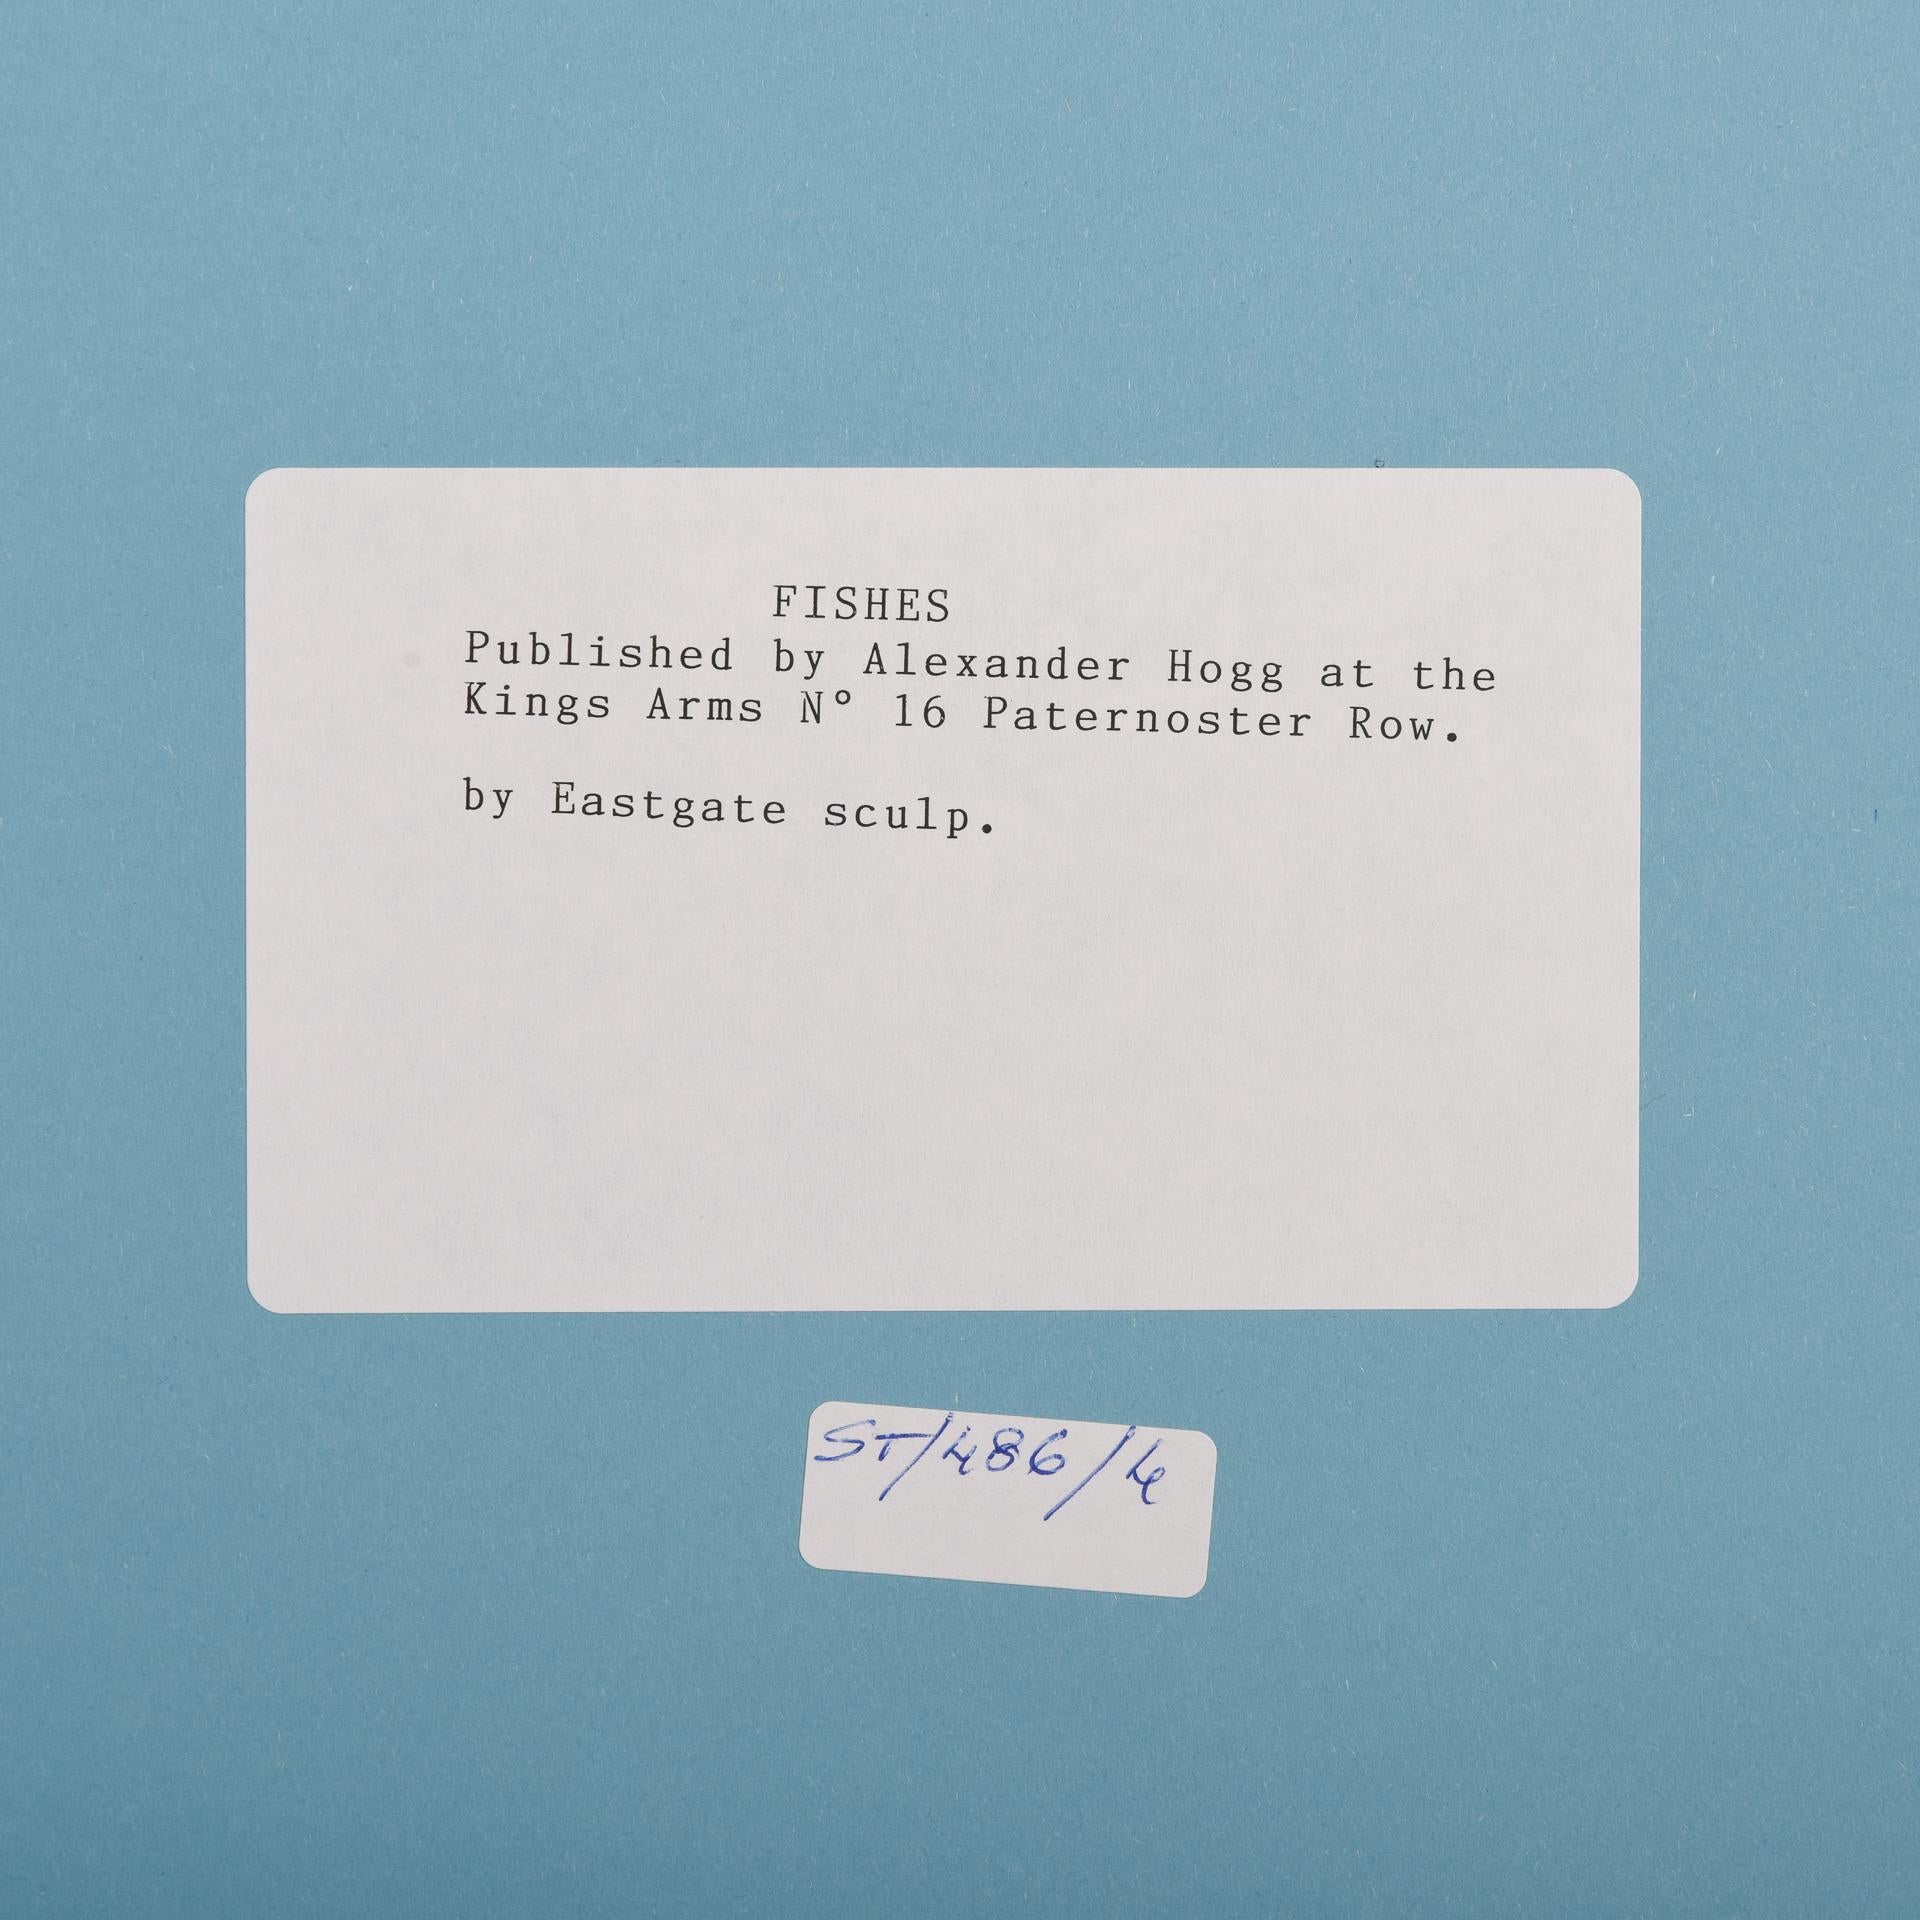 FISHES
Published by Alexander Hogg at the
Kings Arms N° 16 Paternoster Row.
by Eastgate sculp.
ST/486/4